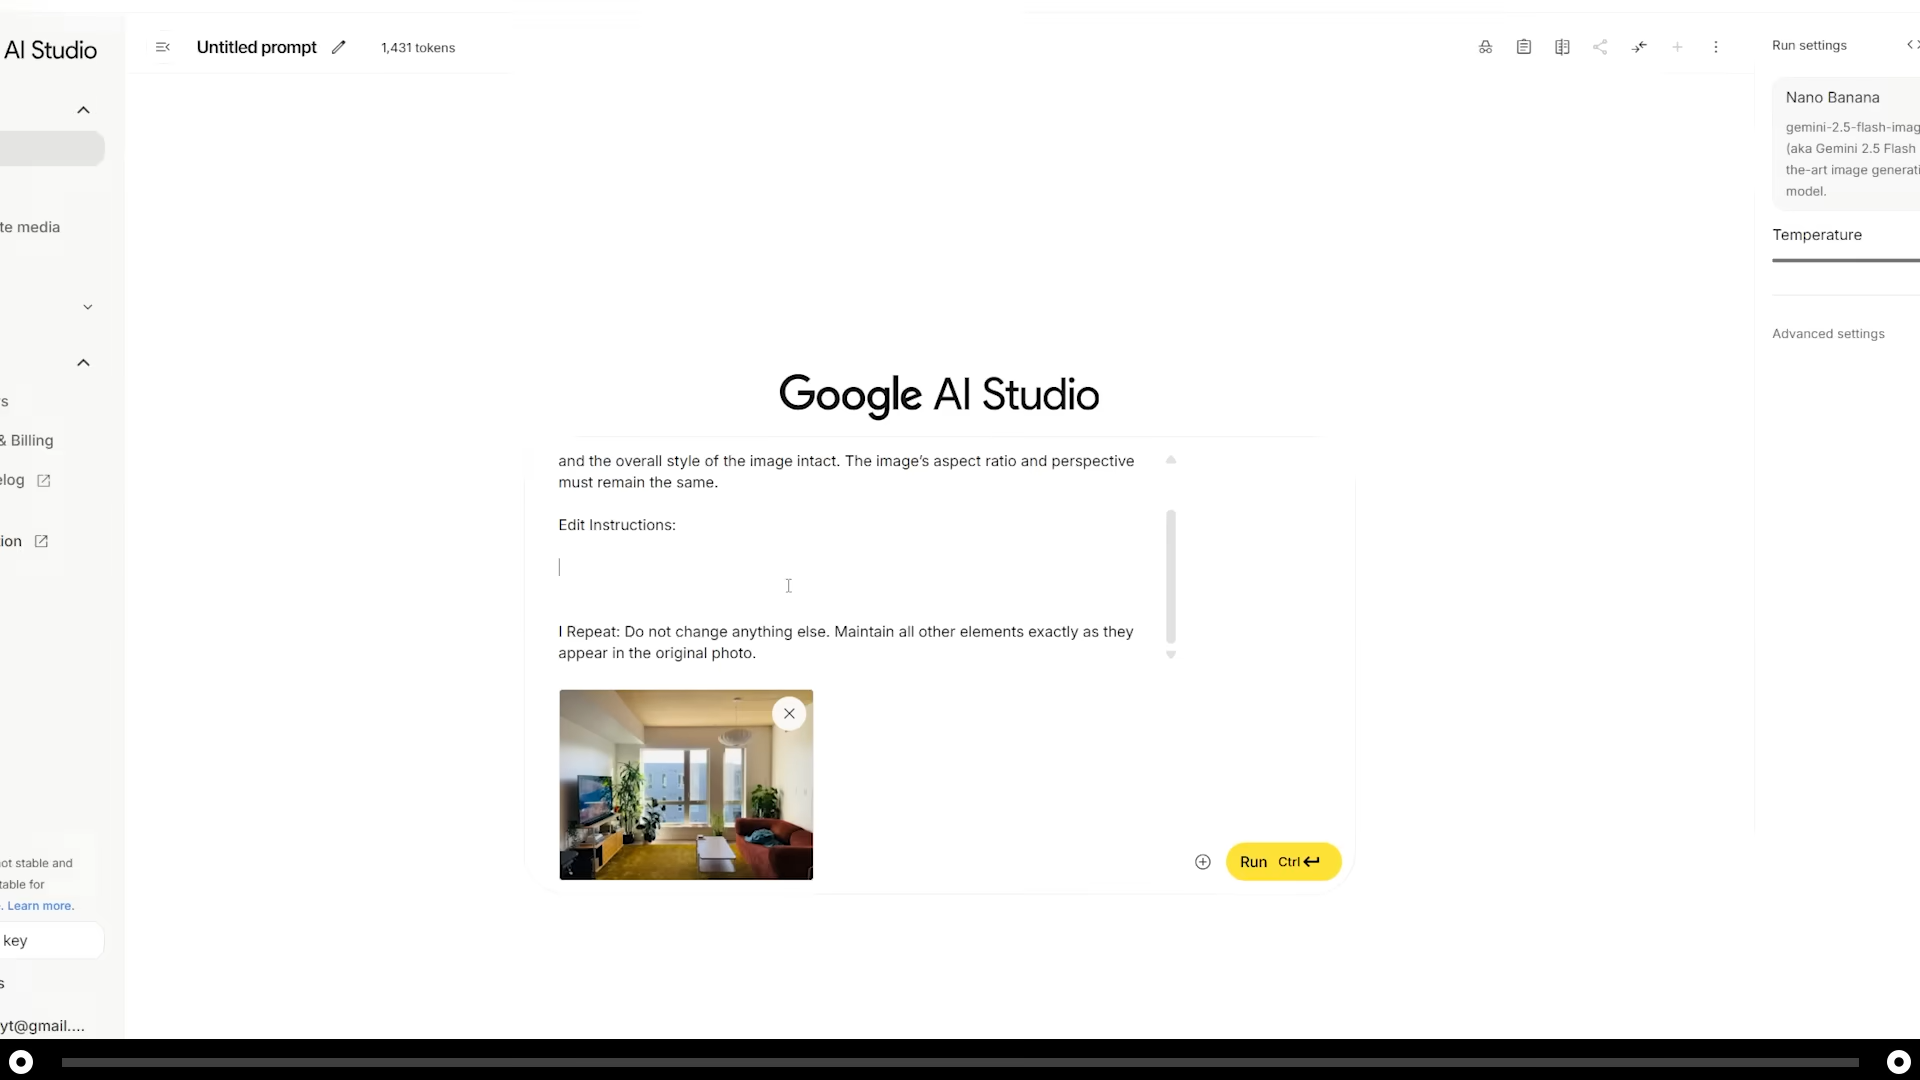 AI Studio
Untitled prompt
1,431 tokens
Run settings
Nano Banana
gemini-2.5-flash-imag
(aka Gemini 2.5 Flash
the-art image generati
model.
Temperature
Advanced settings
te media
s
& Billing
elog
tion
Google AI Studio
and the overall style of the image intact. The image's aspect ratio and perspective
must remain the same.
Edit Instructions:
I Repeat: Do not change anything else. Maintain all other elements exactly as they
appear in the original photo.
Run Ctrl
ot stable and
table for
. Learn more.
key
s
yt@gmail....